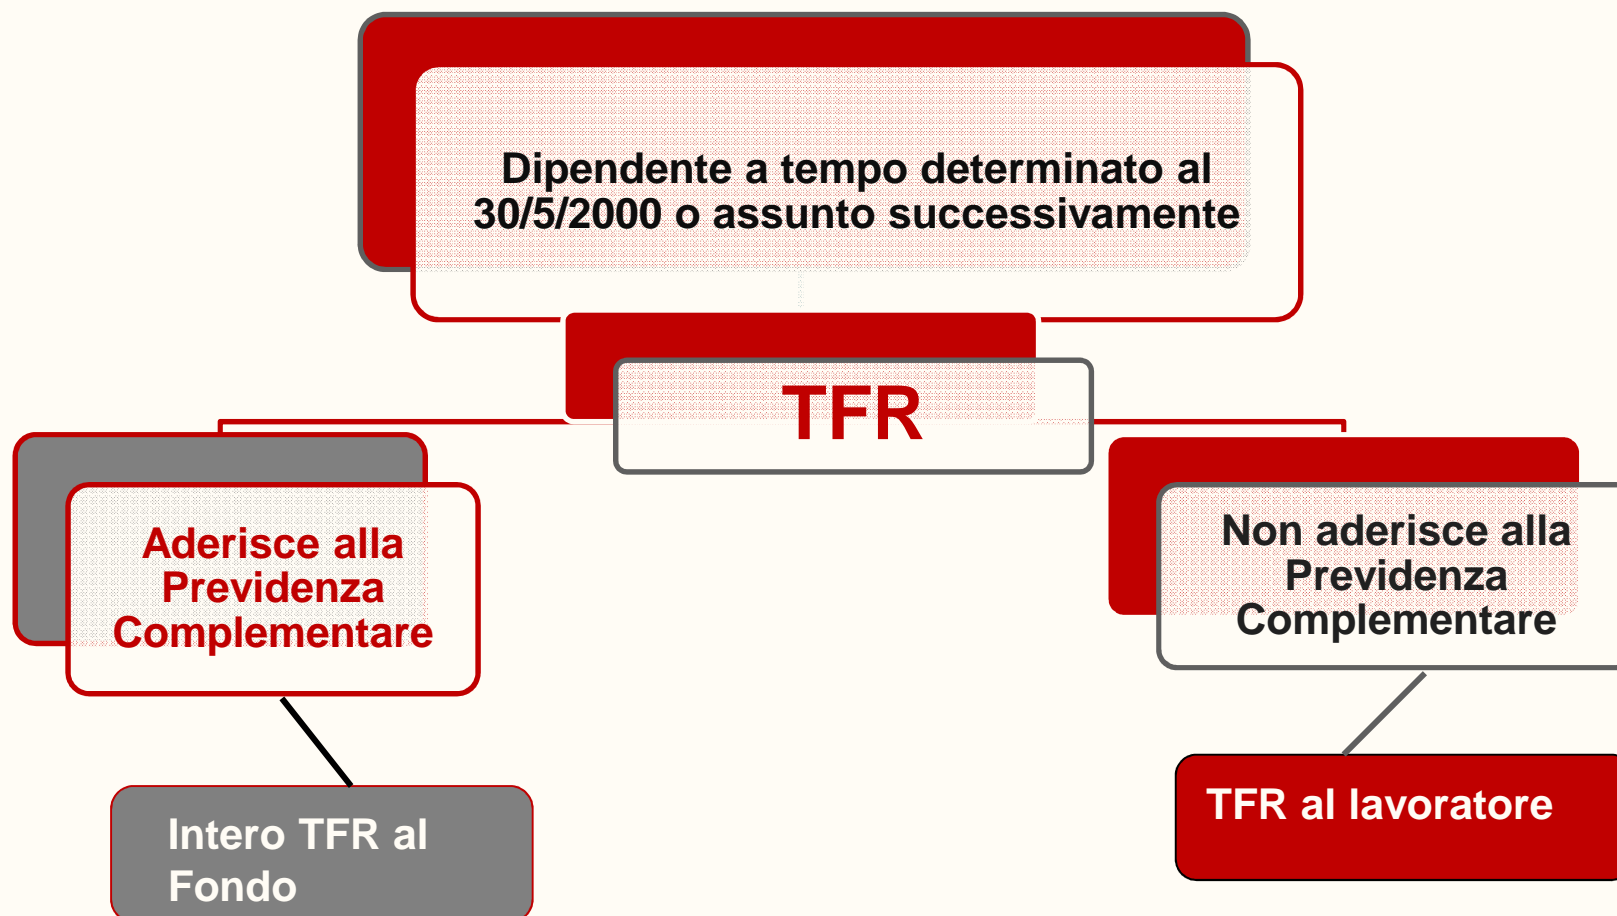 Dipendente a tempo determinato al
30/5/2000 o assunto successivamente
TFR
Aderisce alla
Previdenza
Complementare
Non aderisce alla
Previdenza
Complementare
Intero TFR al
Fondo
TFR al lavoratore